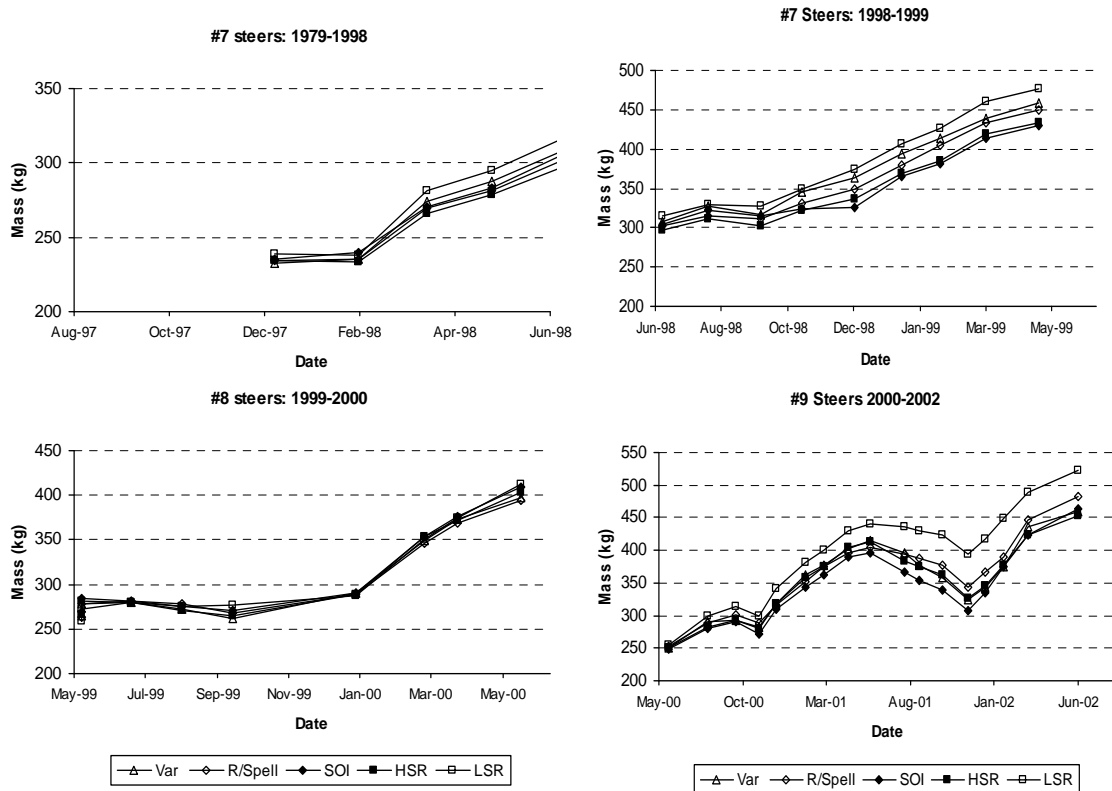 #7 steers: 1979-1998
Mass (kg)
350
300
250
200
Aug-97 Oct-97 Dec-97 Feb-98 Apr-98 Jun-98
Date
#7 Steers: 1998-1999
Mass (kg)
500
450
400
350
300
250
200
Jun-98 Aug-98 Oct-98 Dec-98 Jan-99 Mar-99 May-99
Date
#8 steers: 1999-2000
Mass (kg)
450
400
350
300
250
200
May-99 Jul-99 Sep-99 Nov-99 Jan-00 Mar-00 May-00
Date
Var R/Spell SOI HSR LSR
#9 Steers 2000-2002
Mass (kg)
550
500
450
400
350
300
250
200
May-00 Oct-00 Mar-01 Aug-01 Jan-02 Jun-02
Date
Var R/Spell SOI HSR LSR